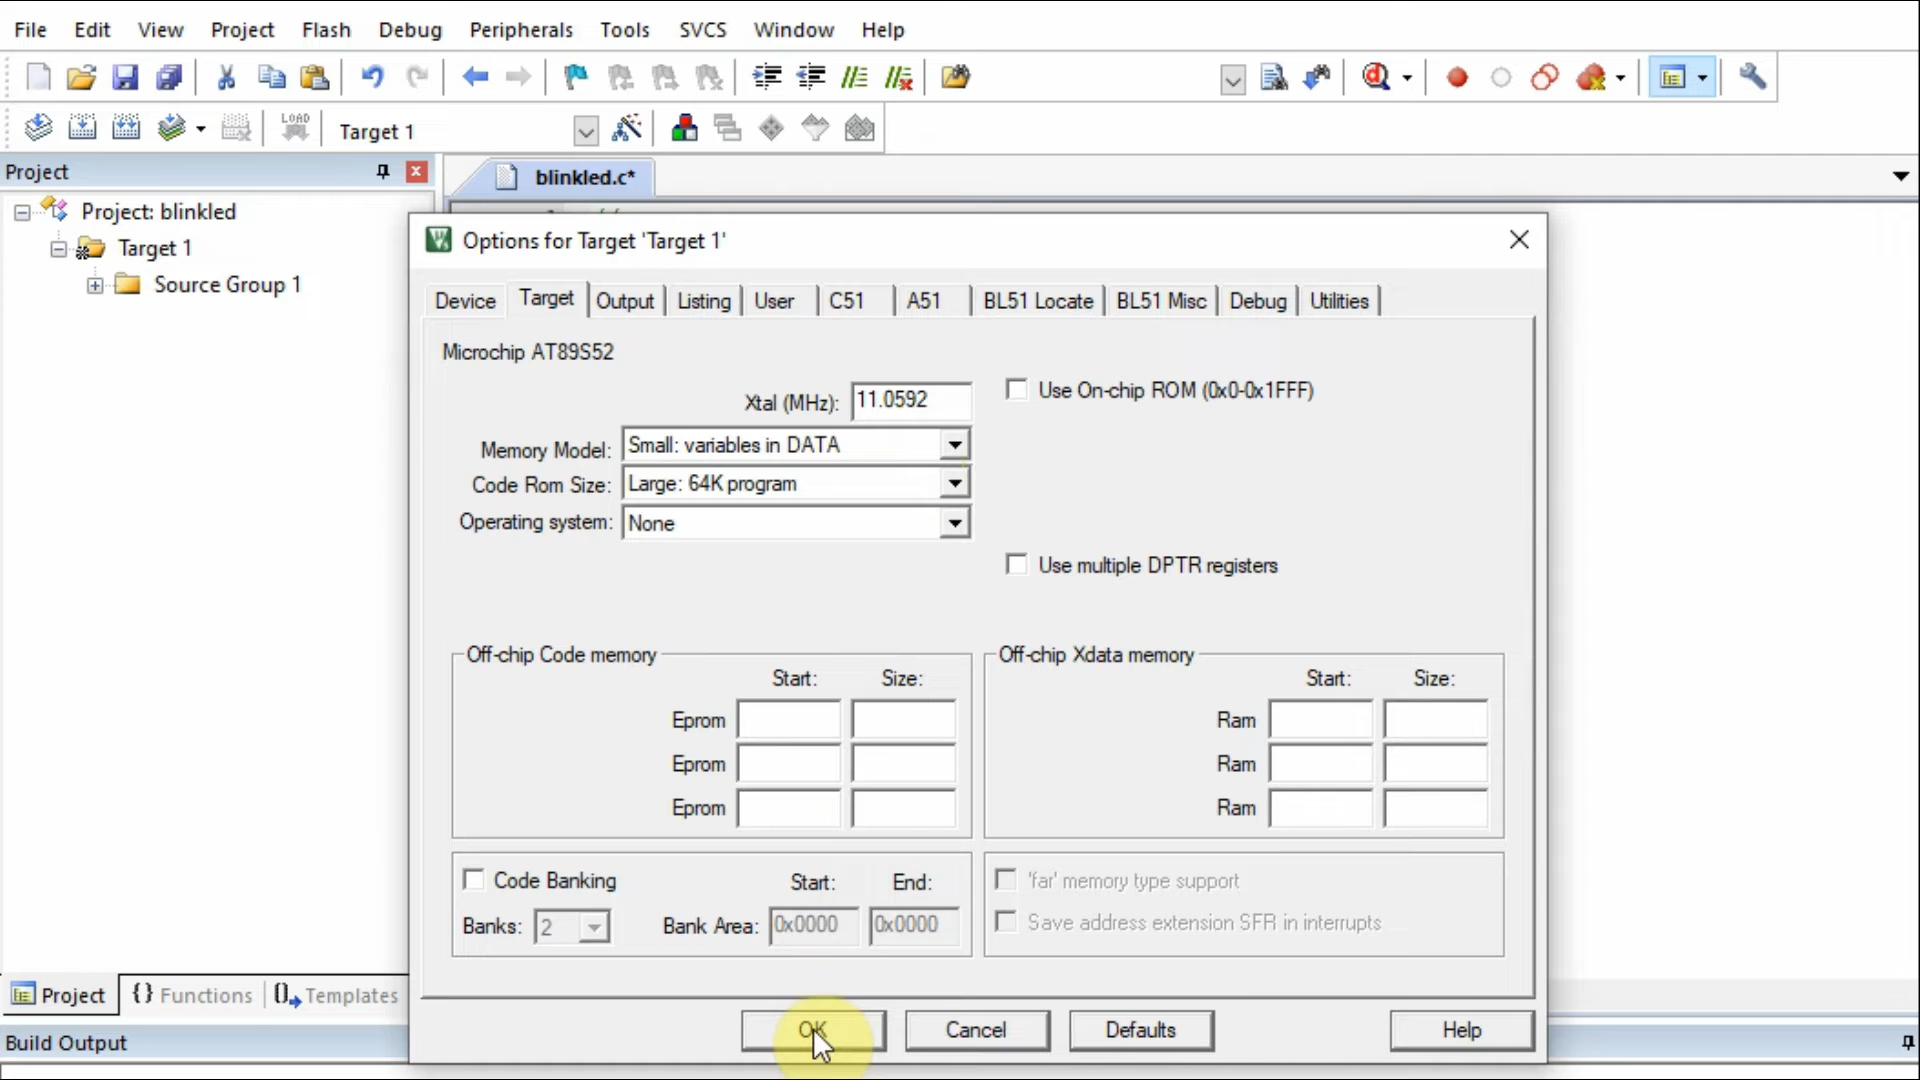 File Edit View Project Flash Debug Peripherals Tools SVCS Window Help
LOAD
Target 1
Project
blinkled.c*
Project: blinkled
Target 1
Source Group 1
Options for Target 'Target 1'
Device Target Output Listing User C51 A51 BL51 Locate BL51 Misc Debug Utilities
Microchip AT89S52
Xtal (MHz): 11.0592
Use On-chip ROM (0x0-0x1FFF)
Memory Model: Small: variables in DATA
Code Rom Size: Large: 64K program
Operating system: None
Use multiple DPTR registers
Off-chip Code memory
Start: Size:
Eprom
Eprom
Eprom
Off-chip Xdata memory
Start: Size:
Ram
Ram
Ram
Code Banking Start: End:
Banks: 2 Bank Area: 0x0000 0x0000
'far' memory type support
Save address extension SFR in interrupts
Project {} Functions 0 Templates
OK Cancel Defaults Help
Build Output